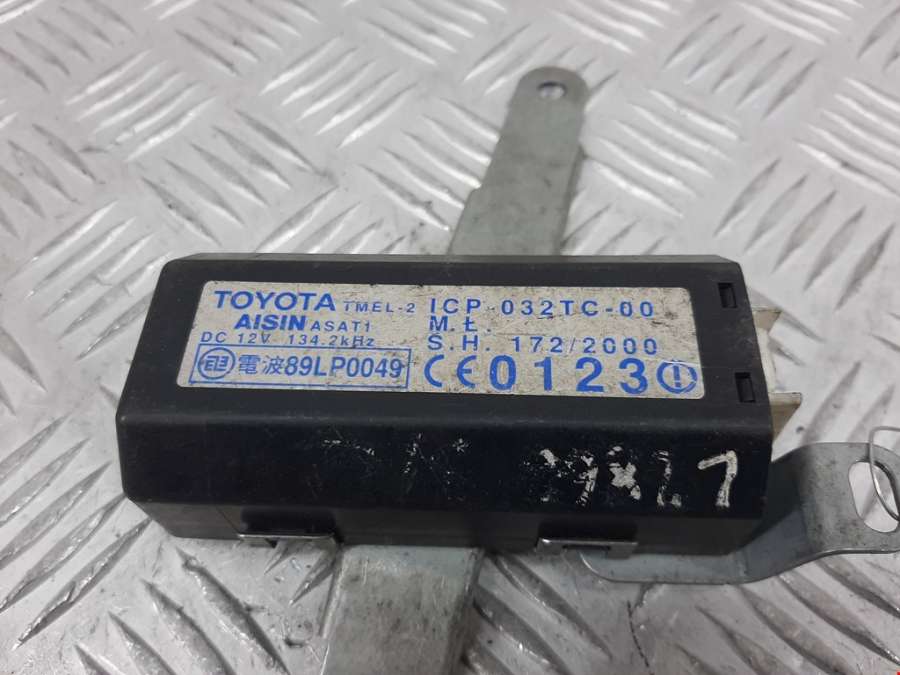 TOYOTA TMEL-2
AISIN ASAT1
DC 12V 134.2kHz
電波89LP0049
ICP-032TC-00
M.Ł.
S.H. 172/2000
CE0123